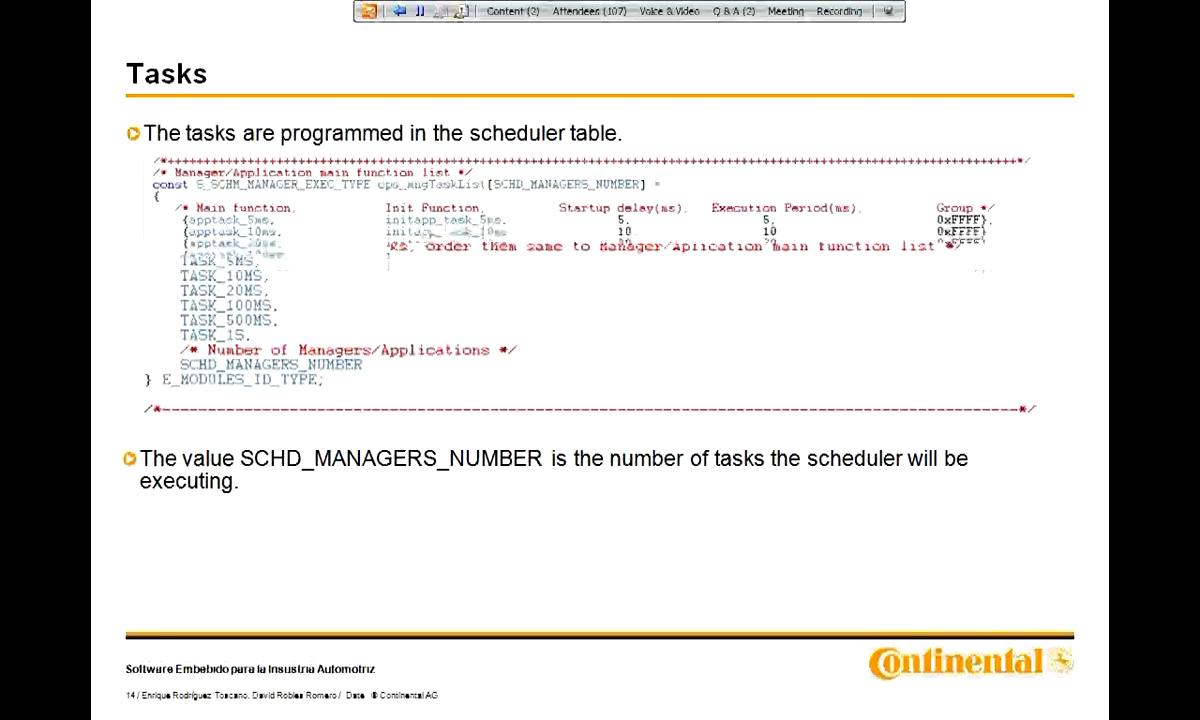 Content (2) Attendees (107) Voice & Video Q & A (2) Meeting Recording
Tasks
The tasks are programmed in the scheduler table.
/* Manager/Application main function list */
const S_SCHM_MANAGER_EXEC_TYPE cps_mngTaskList[SCHD_MANAGERS_NUMBER] =
{
/* Main function, Init Function, Startup delay(ms), Execution Period(ms), Group */
{apptask_5ms, initapp_task_5ms, 5, 5, 0xFFFF},
{apptask_10ms, 10 10 0xFFFF}
order them same to Manager/Aplication main function list */
TASK_5MS,
TASK_10MS,
TASK_20MS,
TASK_100MS,
TASK_500MS,
TASK_1S,
/* Number of Managers/Applications */
SCHD_MANAGERS_NUMBER
} E_MODULES_ID_TYPE;
/*--------------------------------------------------------------*/
The value SCHD_MANAGERS_NUMBER is the number of tasks the scheduler will be
executing.
Software Embebido para la Insustria Automotriz
14 / Enrique Rodríguez Toscano, David Robles Romero / Date © Continental AG
Continental